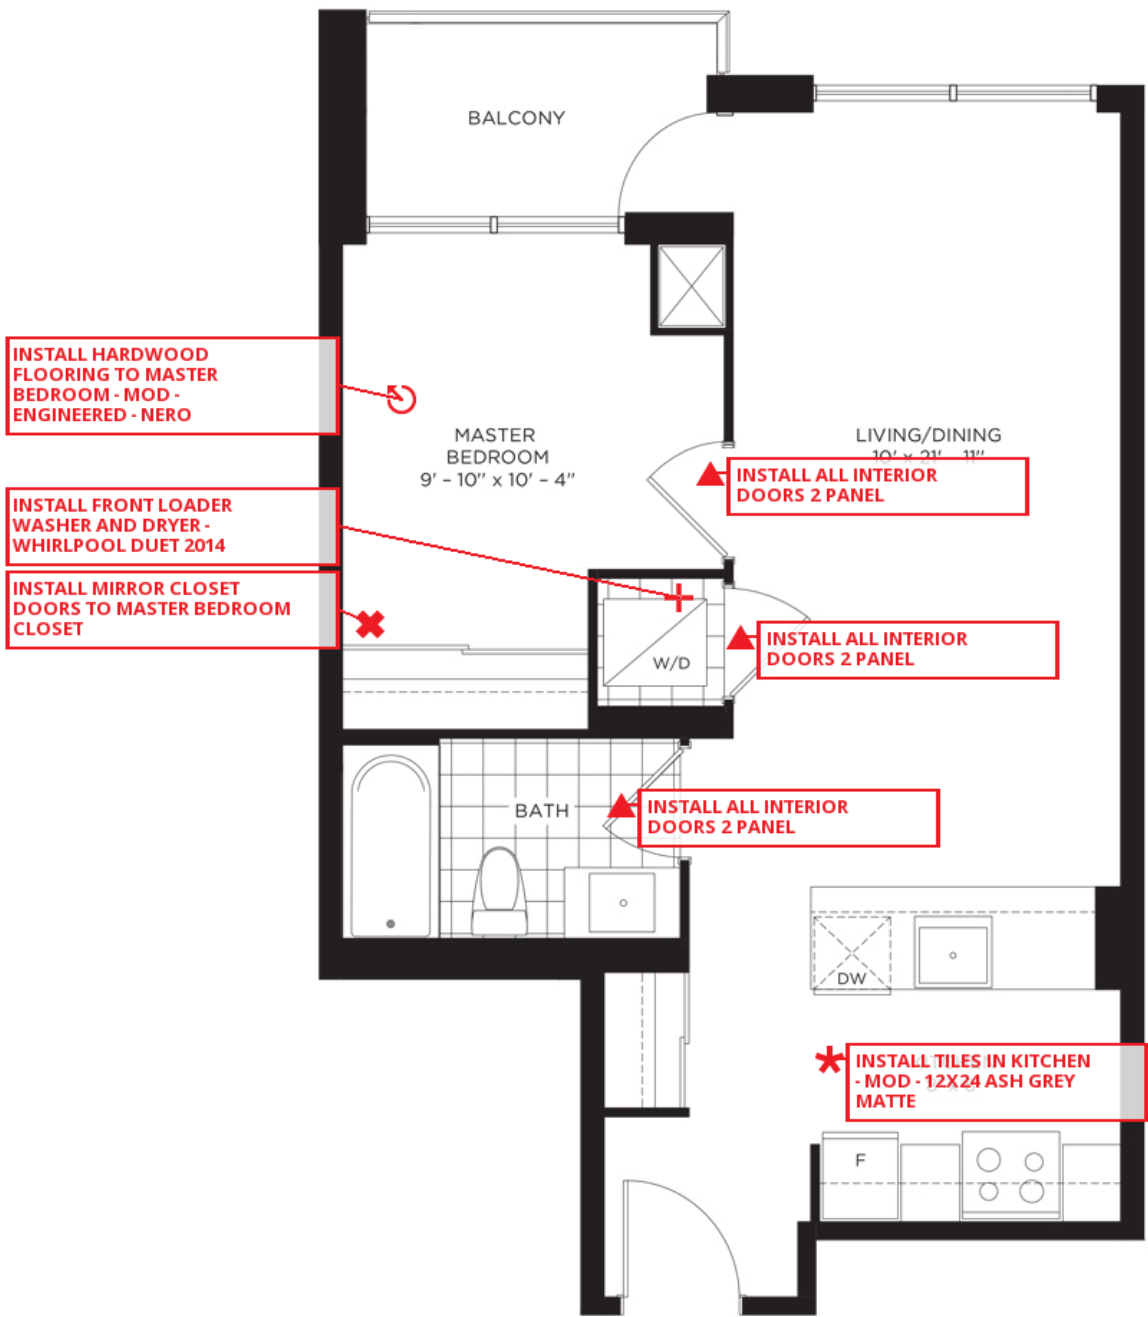 BALCONY
INSTALL HARDWOOD
FLOORING TO MASTER
BEDROOM - MOD -
ENGINEERED - NERO
MASTER
BEDROOM
9' - 10" x 10' - 4"
LIVING/DINING
10' x 21' - 11"
INSTALL ALL INTERIOR
DOORS 2 PANEL
INSTALL FRONT LOADER
WASHER AND DRYER -
WHIRLPOOL DUET 2014
INSTALL MIRROR CLOSET
DOORS TO MASTER BEDROOM
CLOSET
W/D
INSTALL ALL INTERIOR
DOORS 2 PANEL
BATH
INSTALL ALL INTERIOR
DOORS 2 PANEL
DW
INSTALL TILES IN KITCHEN
- MOD - 12X24 ASH GREY
MATTE
F